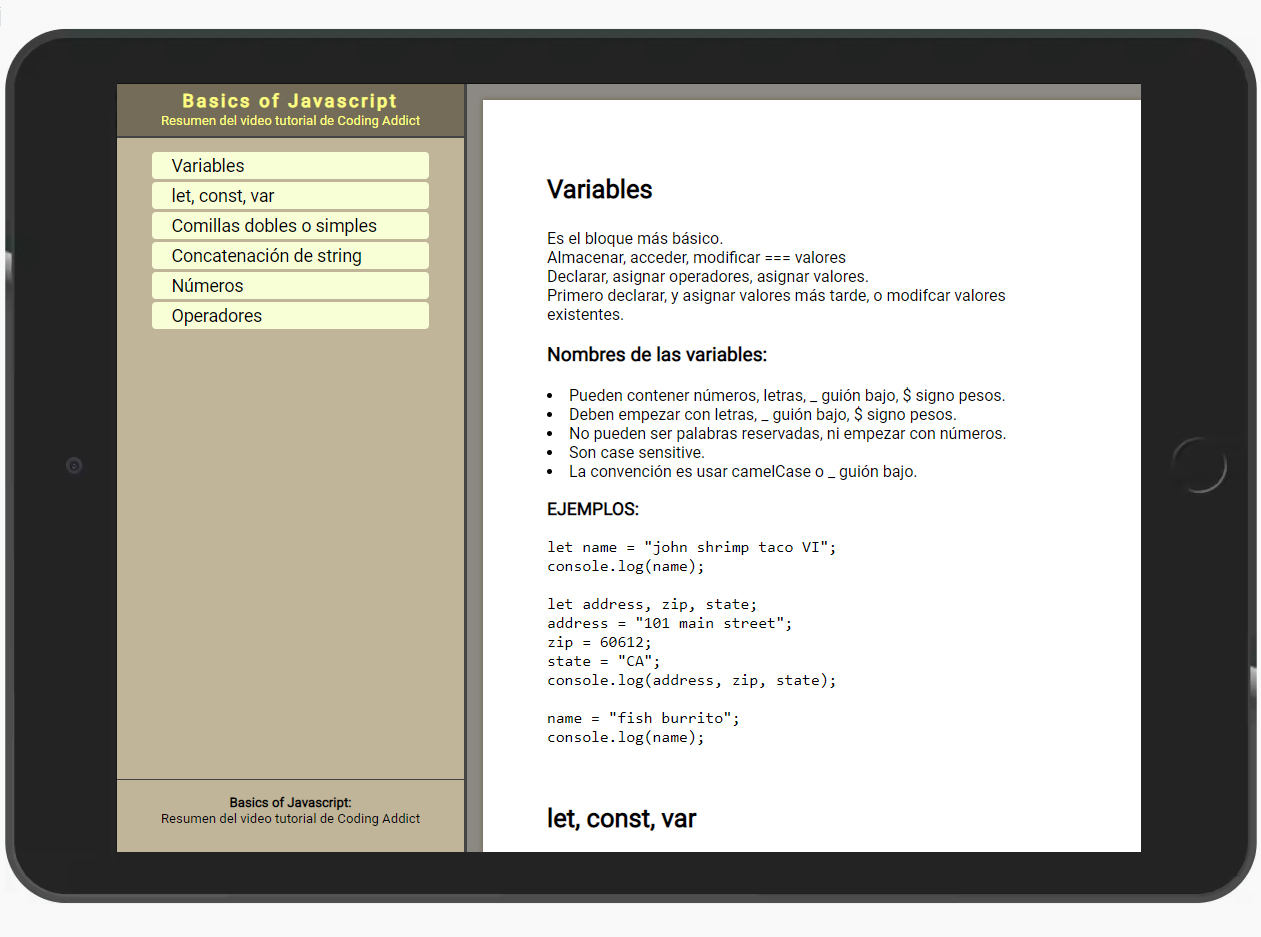 Basics of Javascript
Resumen del video tutorial de Coding Addict
Variables
let, const, var
Comillas dobles o simples
Concatenación de string
Números
Operadores
Basics of Javascript:
Resumen del video tutorial de Coding Addict
Variables
Es el bloque más básico.
Almacenar, acceder, modificar === valores
Declarar, asignar operadores, asignar valores.
Primero declarar, y asignar valores más tarde, o modifcar valores
existentes.
Nombres de las variables:
• Pueden contener números, letras, _ guión bajo, $ signo pesos.
• Deben empezar con letras, _ guión bajo, $ signo pesos.
• No pueden ser palabras reservadas, ni empezar con números.
• Son case sensitive.
• La convención es usar camelCase o _ guión bajo.
EJEMPLOS:
let name = "john shrimp taco VI";
console.log(name);
let address, zip, state;
address = "101 main street";
zip = 60612;
state = "CA";
console.log(address, zip, state);
name = "fish burrito";
console.log(name);
let, const, var